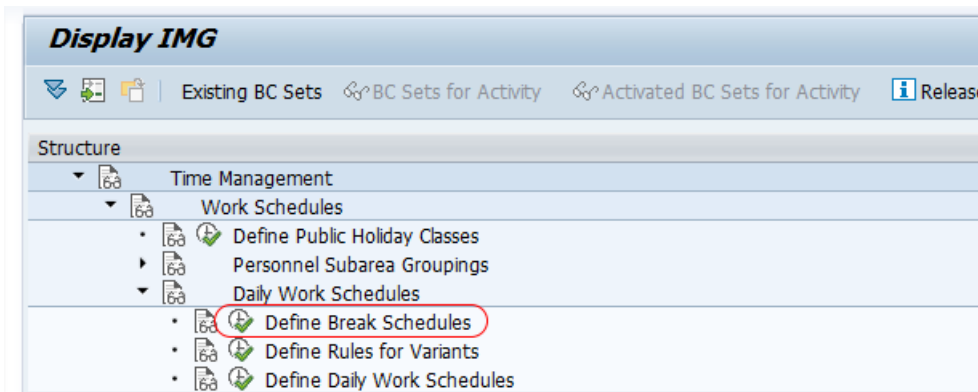 Display IMG
Existing BC Sets BC Sets for Activity Activated BC Sets for Activity Release
Structure
Time Management
Work Schedules
Define Public Holiday Classes
Personnel Subarea Groupings
Daily Work Schedules
Define Break Schedules
Define Rules for Variants
Define Daily Work Schedules